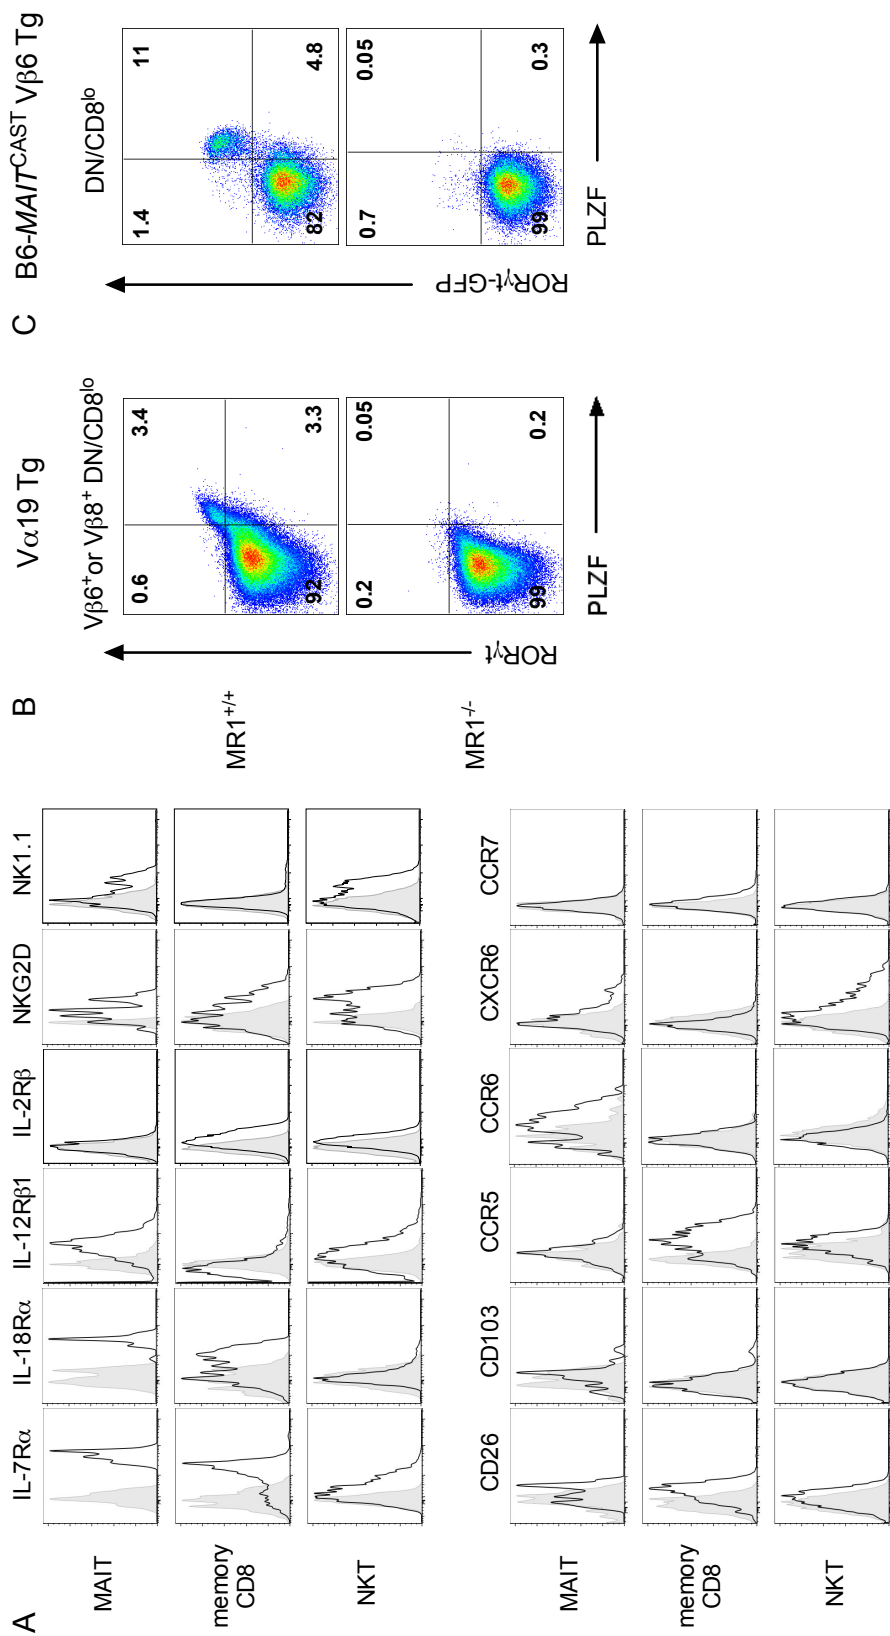 A
IL-7Rα IL-18Rα IL-12Rβ1 IL-2Rβ NKG2D NK1.1
MAIT
memory
CD8
NKT
CD26 CD103 CCR5 CCR6 CXCR6 CCR7
MAIT
memory
CD8
NKT
B
Vα19 Tg
Vβ6⁺or Vβ8⁺ DN/CD8ˡᵒ
MR1⁺/⁺
0.6 3.4
92 3.3
MR1⁻/⁻
0.2 0.05
99 0.2
RORγt
PLZF
C
B6-MAITᶜᴬˢᵀ Vβ6 Tg
DN/CD8ˡᵒ
1.4 11
82 4.8
0.7 0.05
99 0.3
RORγt-GFP
PLZF